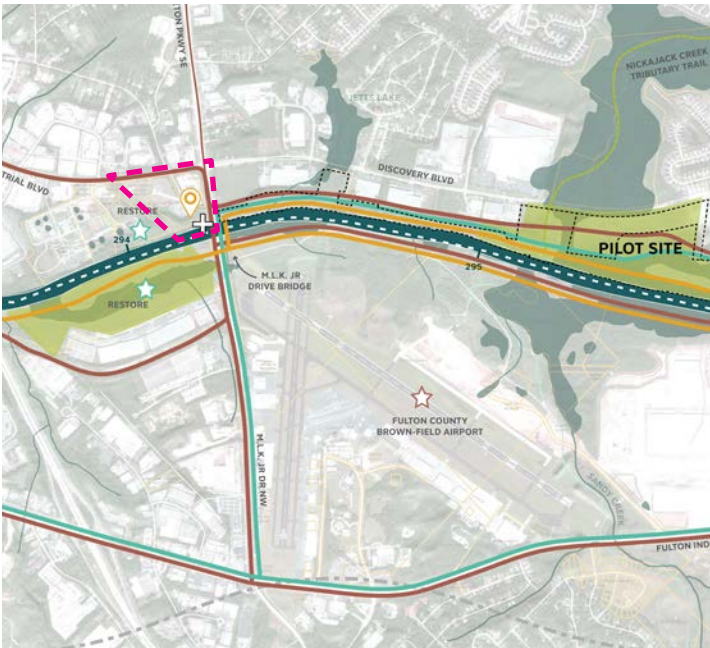 TON PKWY SE
NICKAJACK CREEK
TRIBUTARY TRAIL
LAKE
DISCOVERY BLVD
TRIAL BLVD
RESTORE
294
PILOT SITE
295
M.L.K. JR
DRIVE BRIDGE
RESTORE
FULTON COUNTY
BROWN-FIELD AIRPORT
M.L.K. JR DR NW
SANDY CREEK
FULTON IND